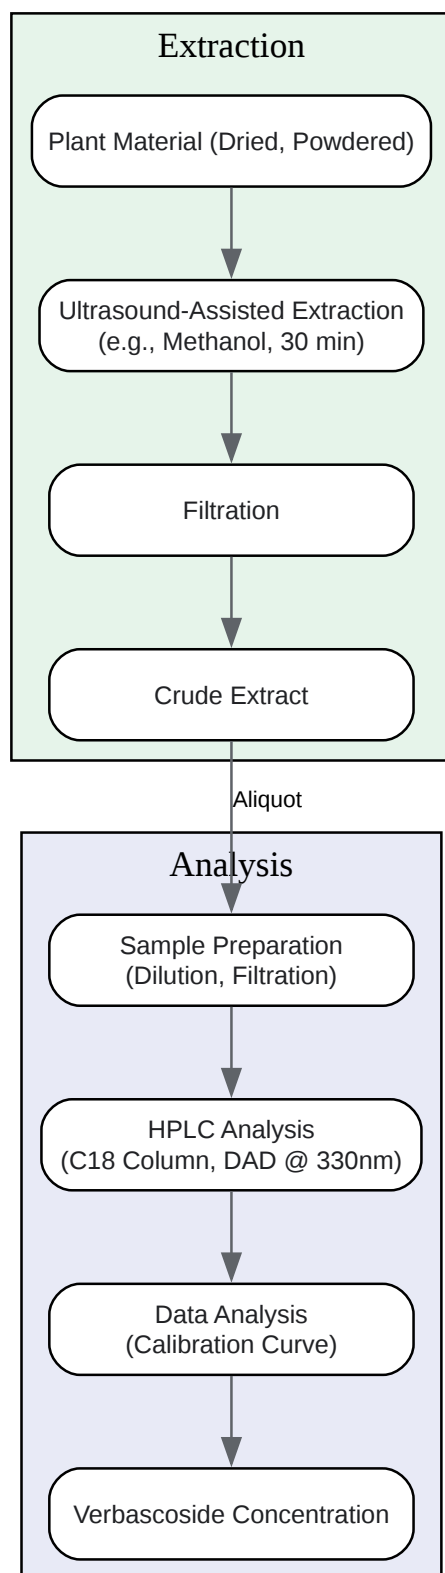 Extraction
Plant Material (Dried, Powdered)
Ultrasound-Assisted Extraction
(e.g., Methanol, 30 min)
Filtration
Crude Extract
Aliquot
Analysis
Sample Preparation
(Dilution, Filtration)
HPLC Analysis
(C18 Column, DAD @ 330nm)
Data Analysis
(Calibration Curve)
Verbascoside Concentration